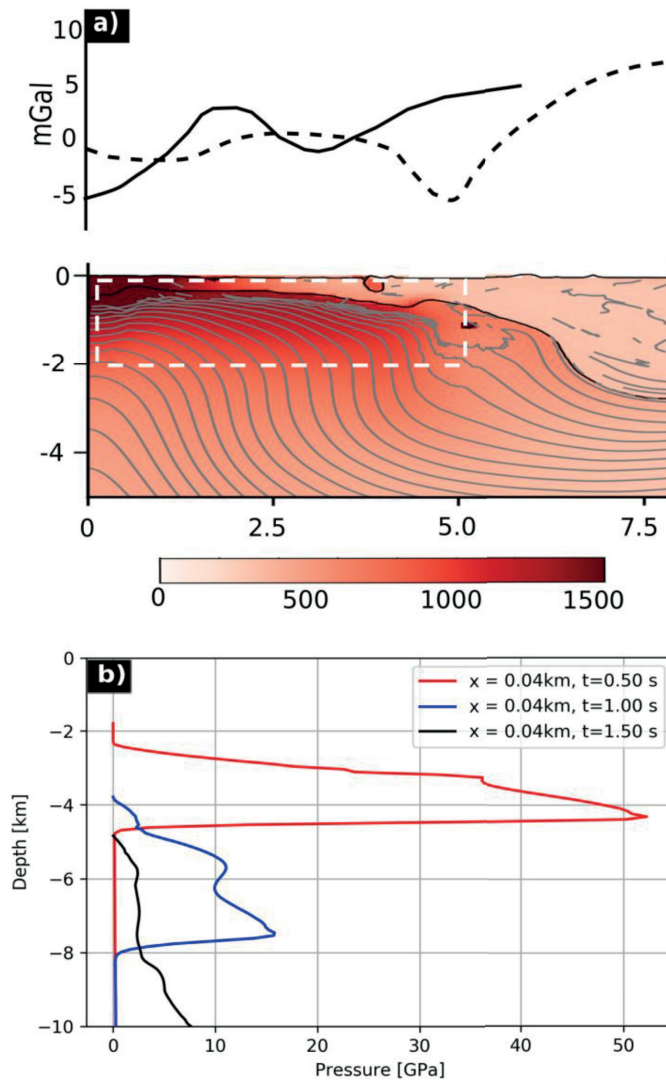 a)
10
5
0
-5
mGal
0
-2
-4
0 2.5 5.0 7.5
0 500 1000 1500
b)
0
−2
−4
−6
−8
−10
Depth [km]
x = 0.04km, t=0.50 s
x = 0.04km, t=1.00 s
x = 0.04km, t=1.50 s
0 10 20 30 40 50
Pressure [GPa]